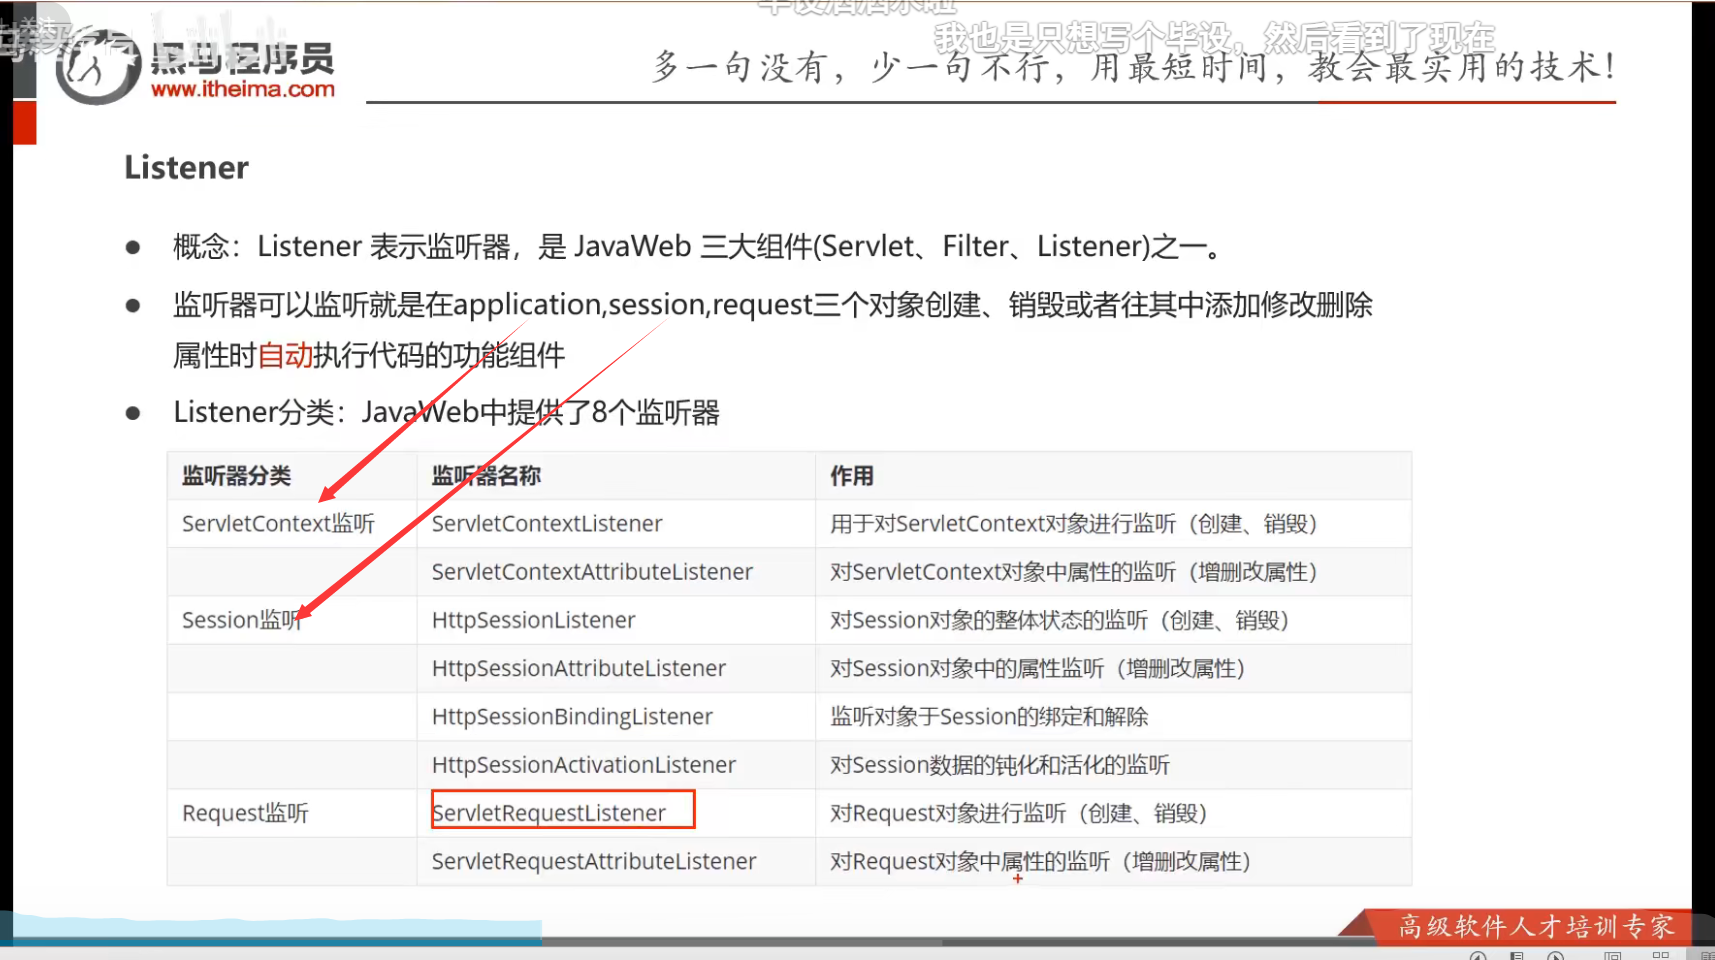 我也是只想写个毕设，然后看到了现在
黑马程序员
www.itheima.com
多一句没有，少一句不行，用最短时间，教会最实用的技术！
Listener
● 概念：Listener 表示监听器，是 JavaWeb 三大组件(Servlet、Filter、Listener)之一。
● 监听器可以监听就是在application,session,request三个对象创建、销毁或者往其中添加修改删除
属性时自动执行代码的功能组件
● Listener分类：JavaWeb中提供了8个监听器
监听器分类 监听器名称 作用
ServletContext监听 ServletContextListener 用于对ServletContext对象进行监听（创建、销毁）
ServletContextAttributeListener 对ServletContext对象中属性的监听（增删改属性）
Session监听 HttpSessionListener 对Session对象的整体状态的监听（创建、销毁）
HttpSessionAttributeListener 对Session对象中的属性监听（增删改属性）
HttpSessionBindingListener 监听对象于Session的绑定和解除
HttpSessionActivationListener 对Session数据的钝化和活化的监听
Request监听 ServletRequestListener 对Request对象进行监听（创建、销毁）
ServletRequestAttributeListener 对Request对象中属性的监听（增删改属性）
高级软件人才培训专家